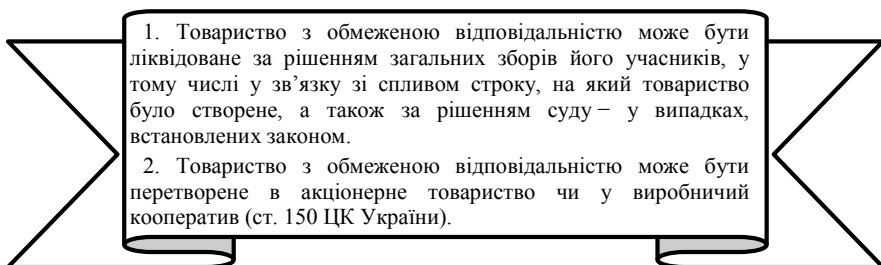 1. Товариство з обмеженою відповідальністю може бути
ліквідоване за рішенням загальних зборів його учасників, у
тому числі у зв’язку зі спливом строку, на який товариство
було створене, а також за рішенням суду – у випадках,
встановлених законом.
2. Товариство з обмеженою відповідальністю може бути
перетворене в акціонерне товариство чи у виробничий
кооператив (ст. 150 ЦК України).